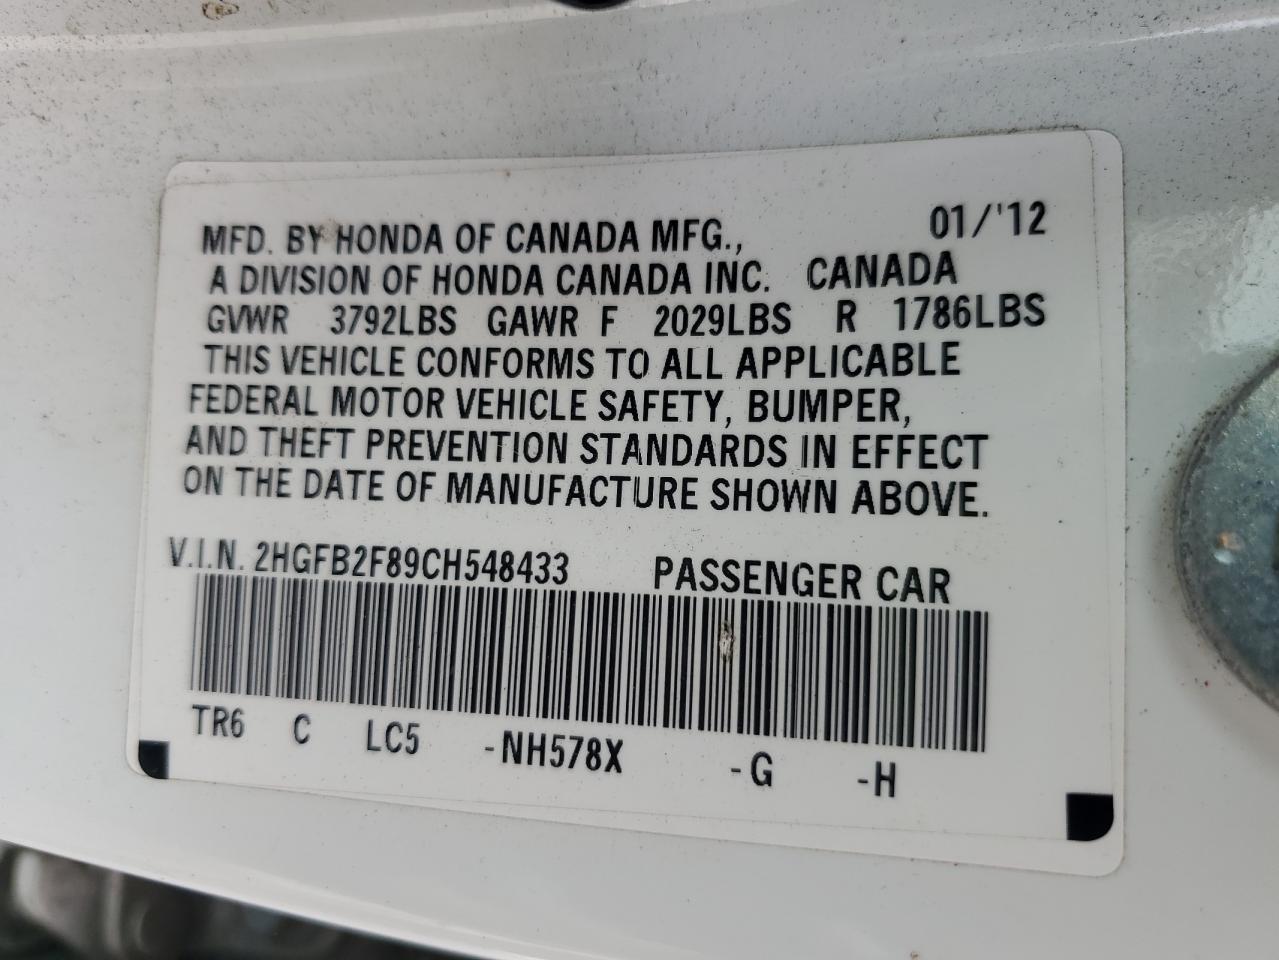 01/'12
MFD. BY HONDA OF CANADA MFG.,
A DIVISION OF HONDA CANADA INC. CANADA
GVWR 3792LBS GAWR F 2029LBS R 1786LBS
THIS VEHICLE CONFORMS TO ALL APPLICABLE
FEDERAL MOTOR VEHICLE SAFETY, BUMPER,
AND THEFT PREVENTION STANDARDS IN EFFECT
ON THE DATE OF MANUFACTURE SHOWN ABOVE.
V.I.N. 2HGFB2F89CH548433 PASSENGER CAR
TR6 C LC5 -NH578X -G -H